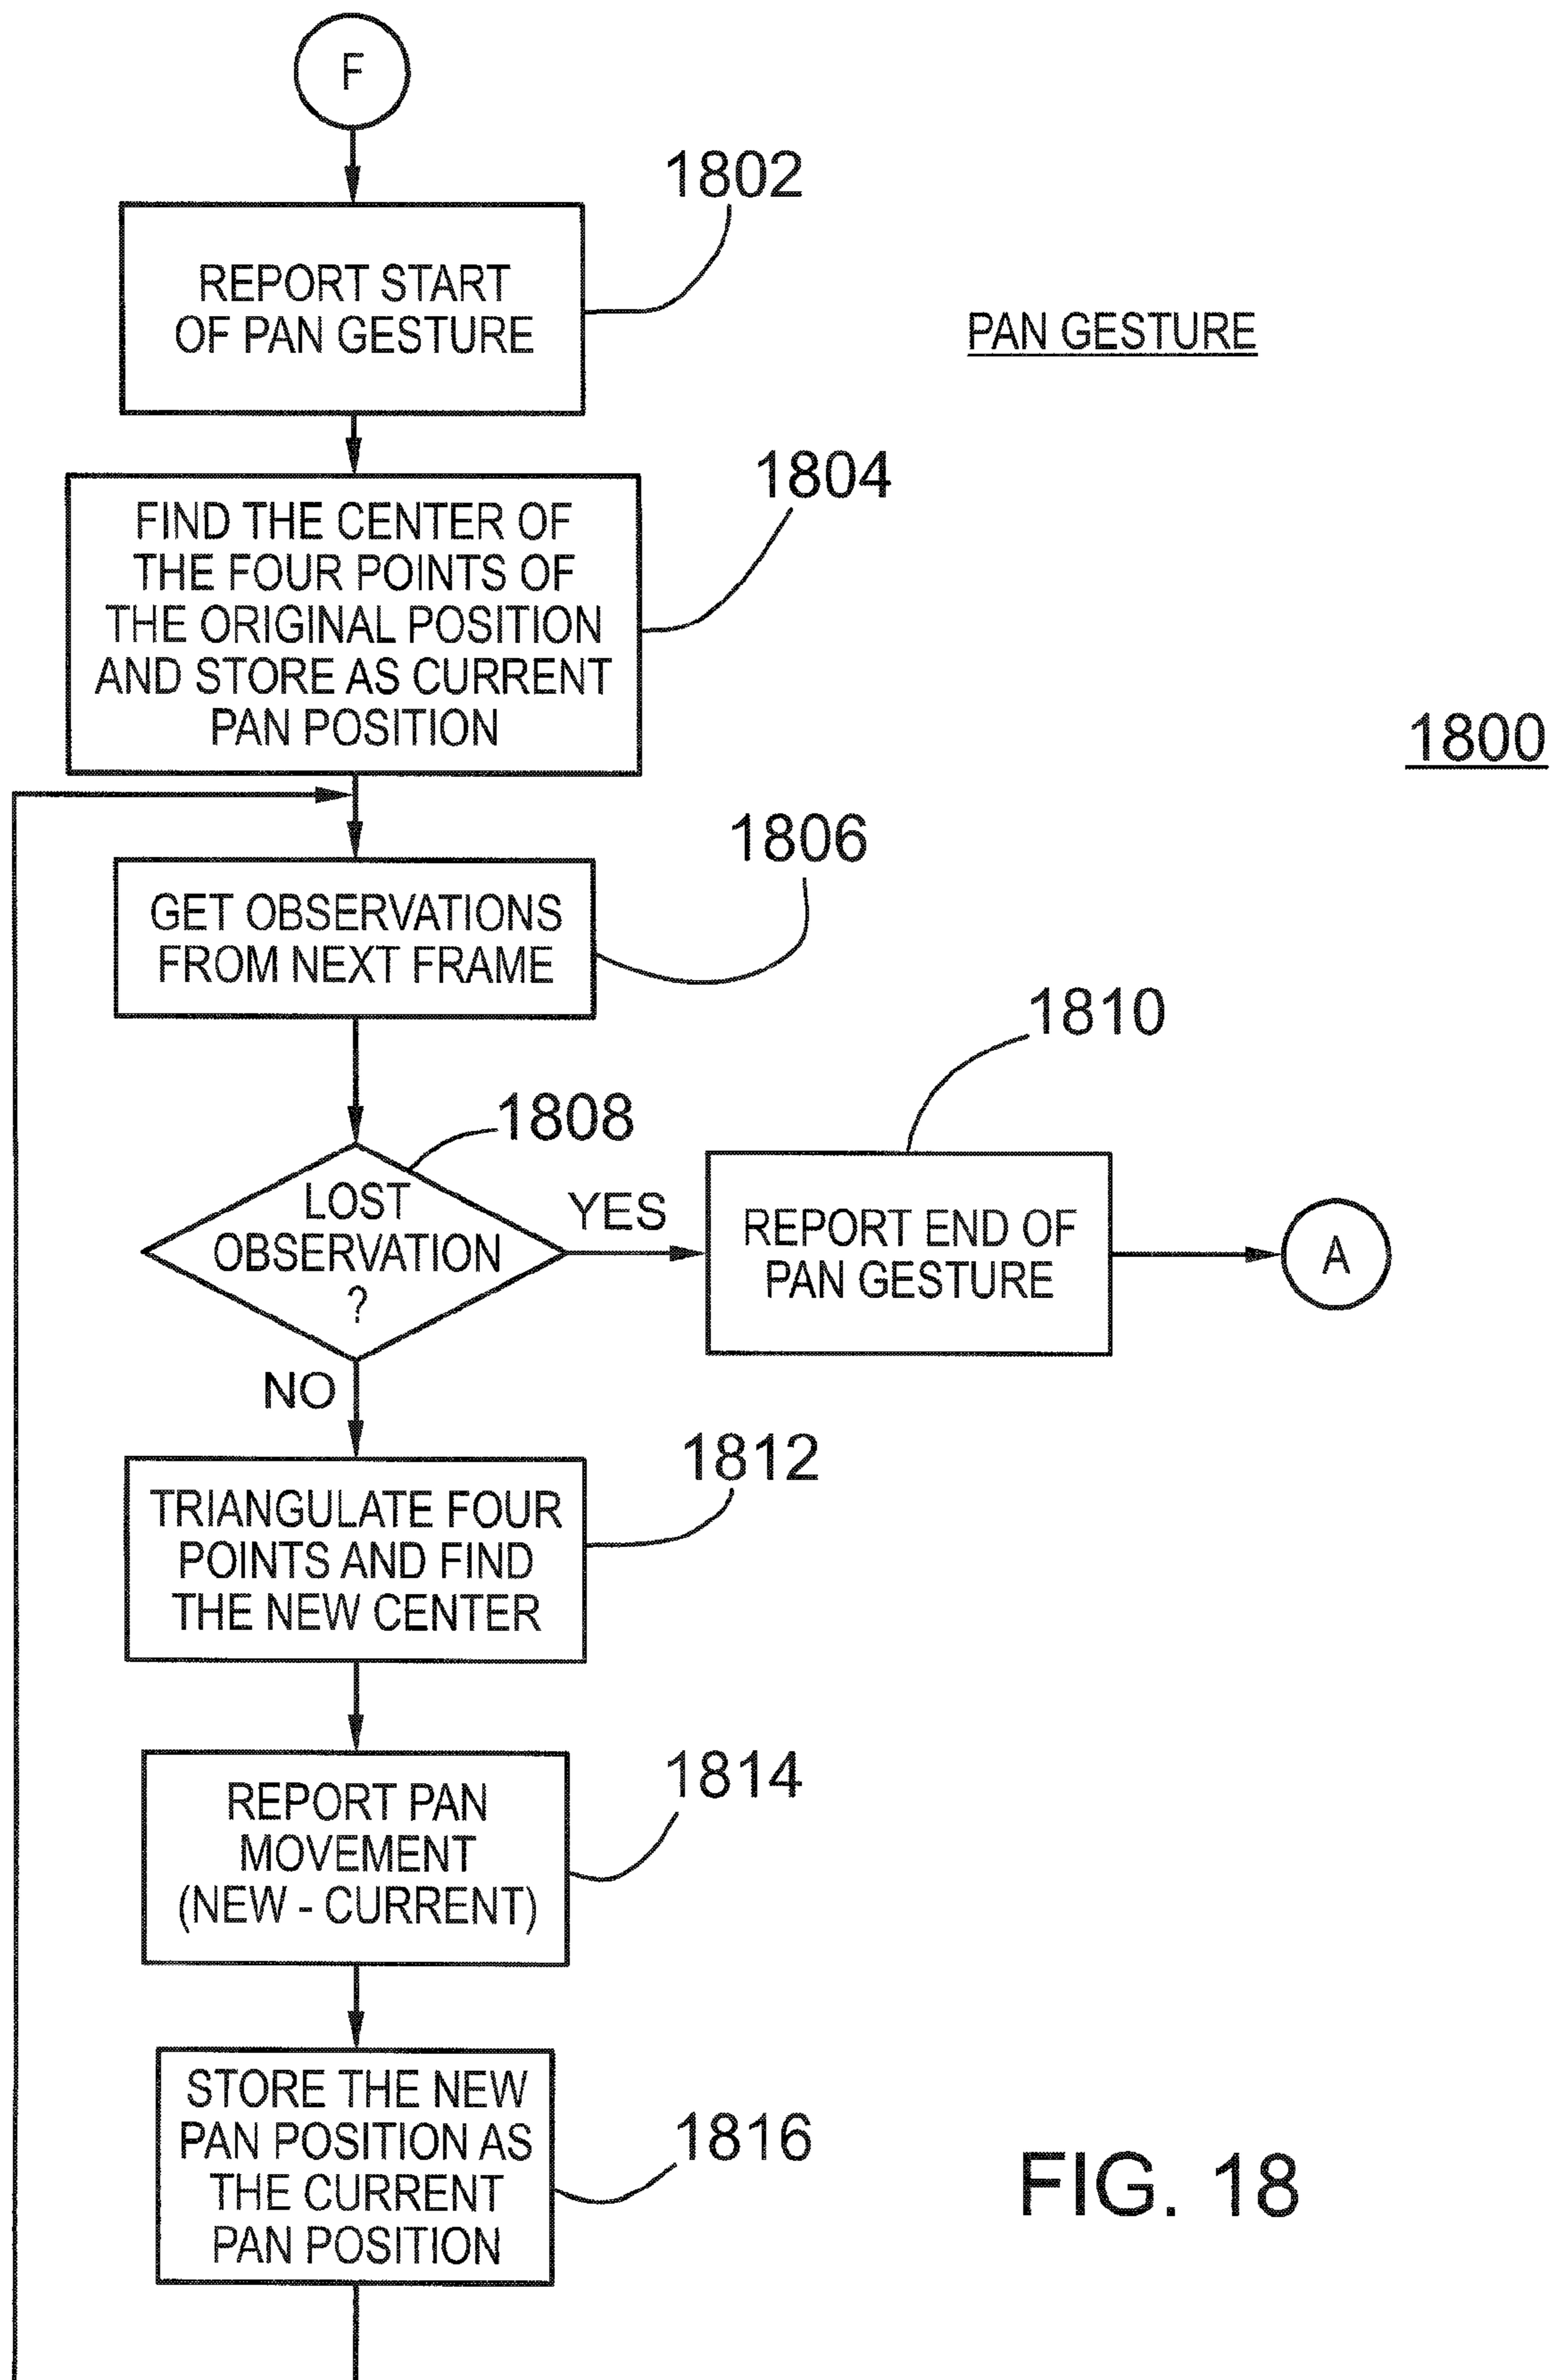 F
1802
REPORT START
OF PAN GESTURE
PAN GESTURE
1804
FIND THE CENTER OF
THE FOUR POINTS OF
THE ORIGINAL POSITION
AND STORE AS CURRENT
PAN POSITION
1800
1806
GET OBSERVATIONS
FROM NEXT FRAME
1810
1808
LOST
OBSERVATION
?
YES
REPORT END OF
PAN GESTURE
A
NO
1812
TRIANGULATE FOUR
POINTS AND FIND
THE NEW CENTER
1814
REPORT PAN
MOVEMENT
(NEW - CURRENT)
STORE THE NEW
PAN POSITION AS
THE CURRENT
PAN POSITION
1816
FIG. 18